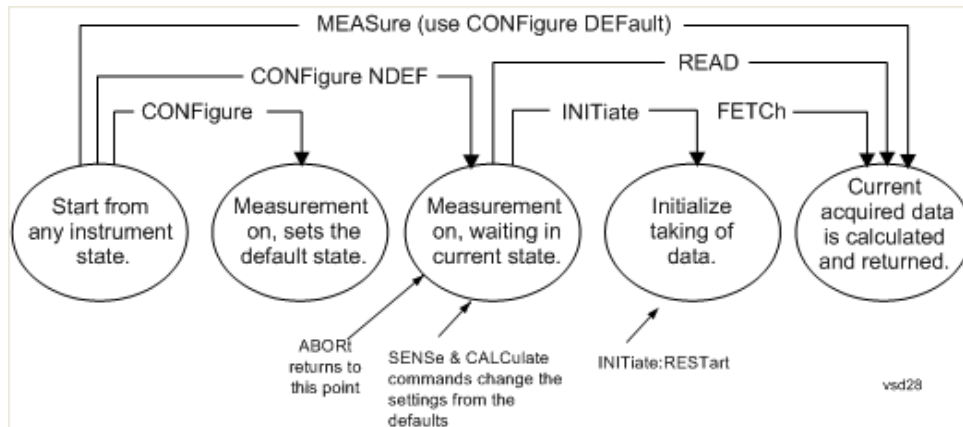 MEASure (use CONFigure DEFault)
CONFigure NDEF
READ
CONFigure
INITiate
FETCh
Start from
any instrument
state.
Measurement
on, sets the
default state.
Measurement
on, waiting in
current state.
Initialize
taking of
data.
Current
acquired data
is calculated
and returned.
ABORt
returns to
this point
SENSe & CALCulate
commands change the
settings from the
defaults
INITiate:RESTart
vsd28